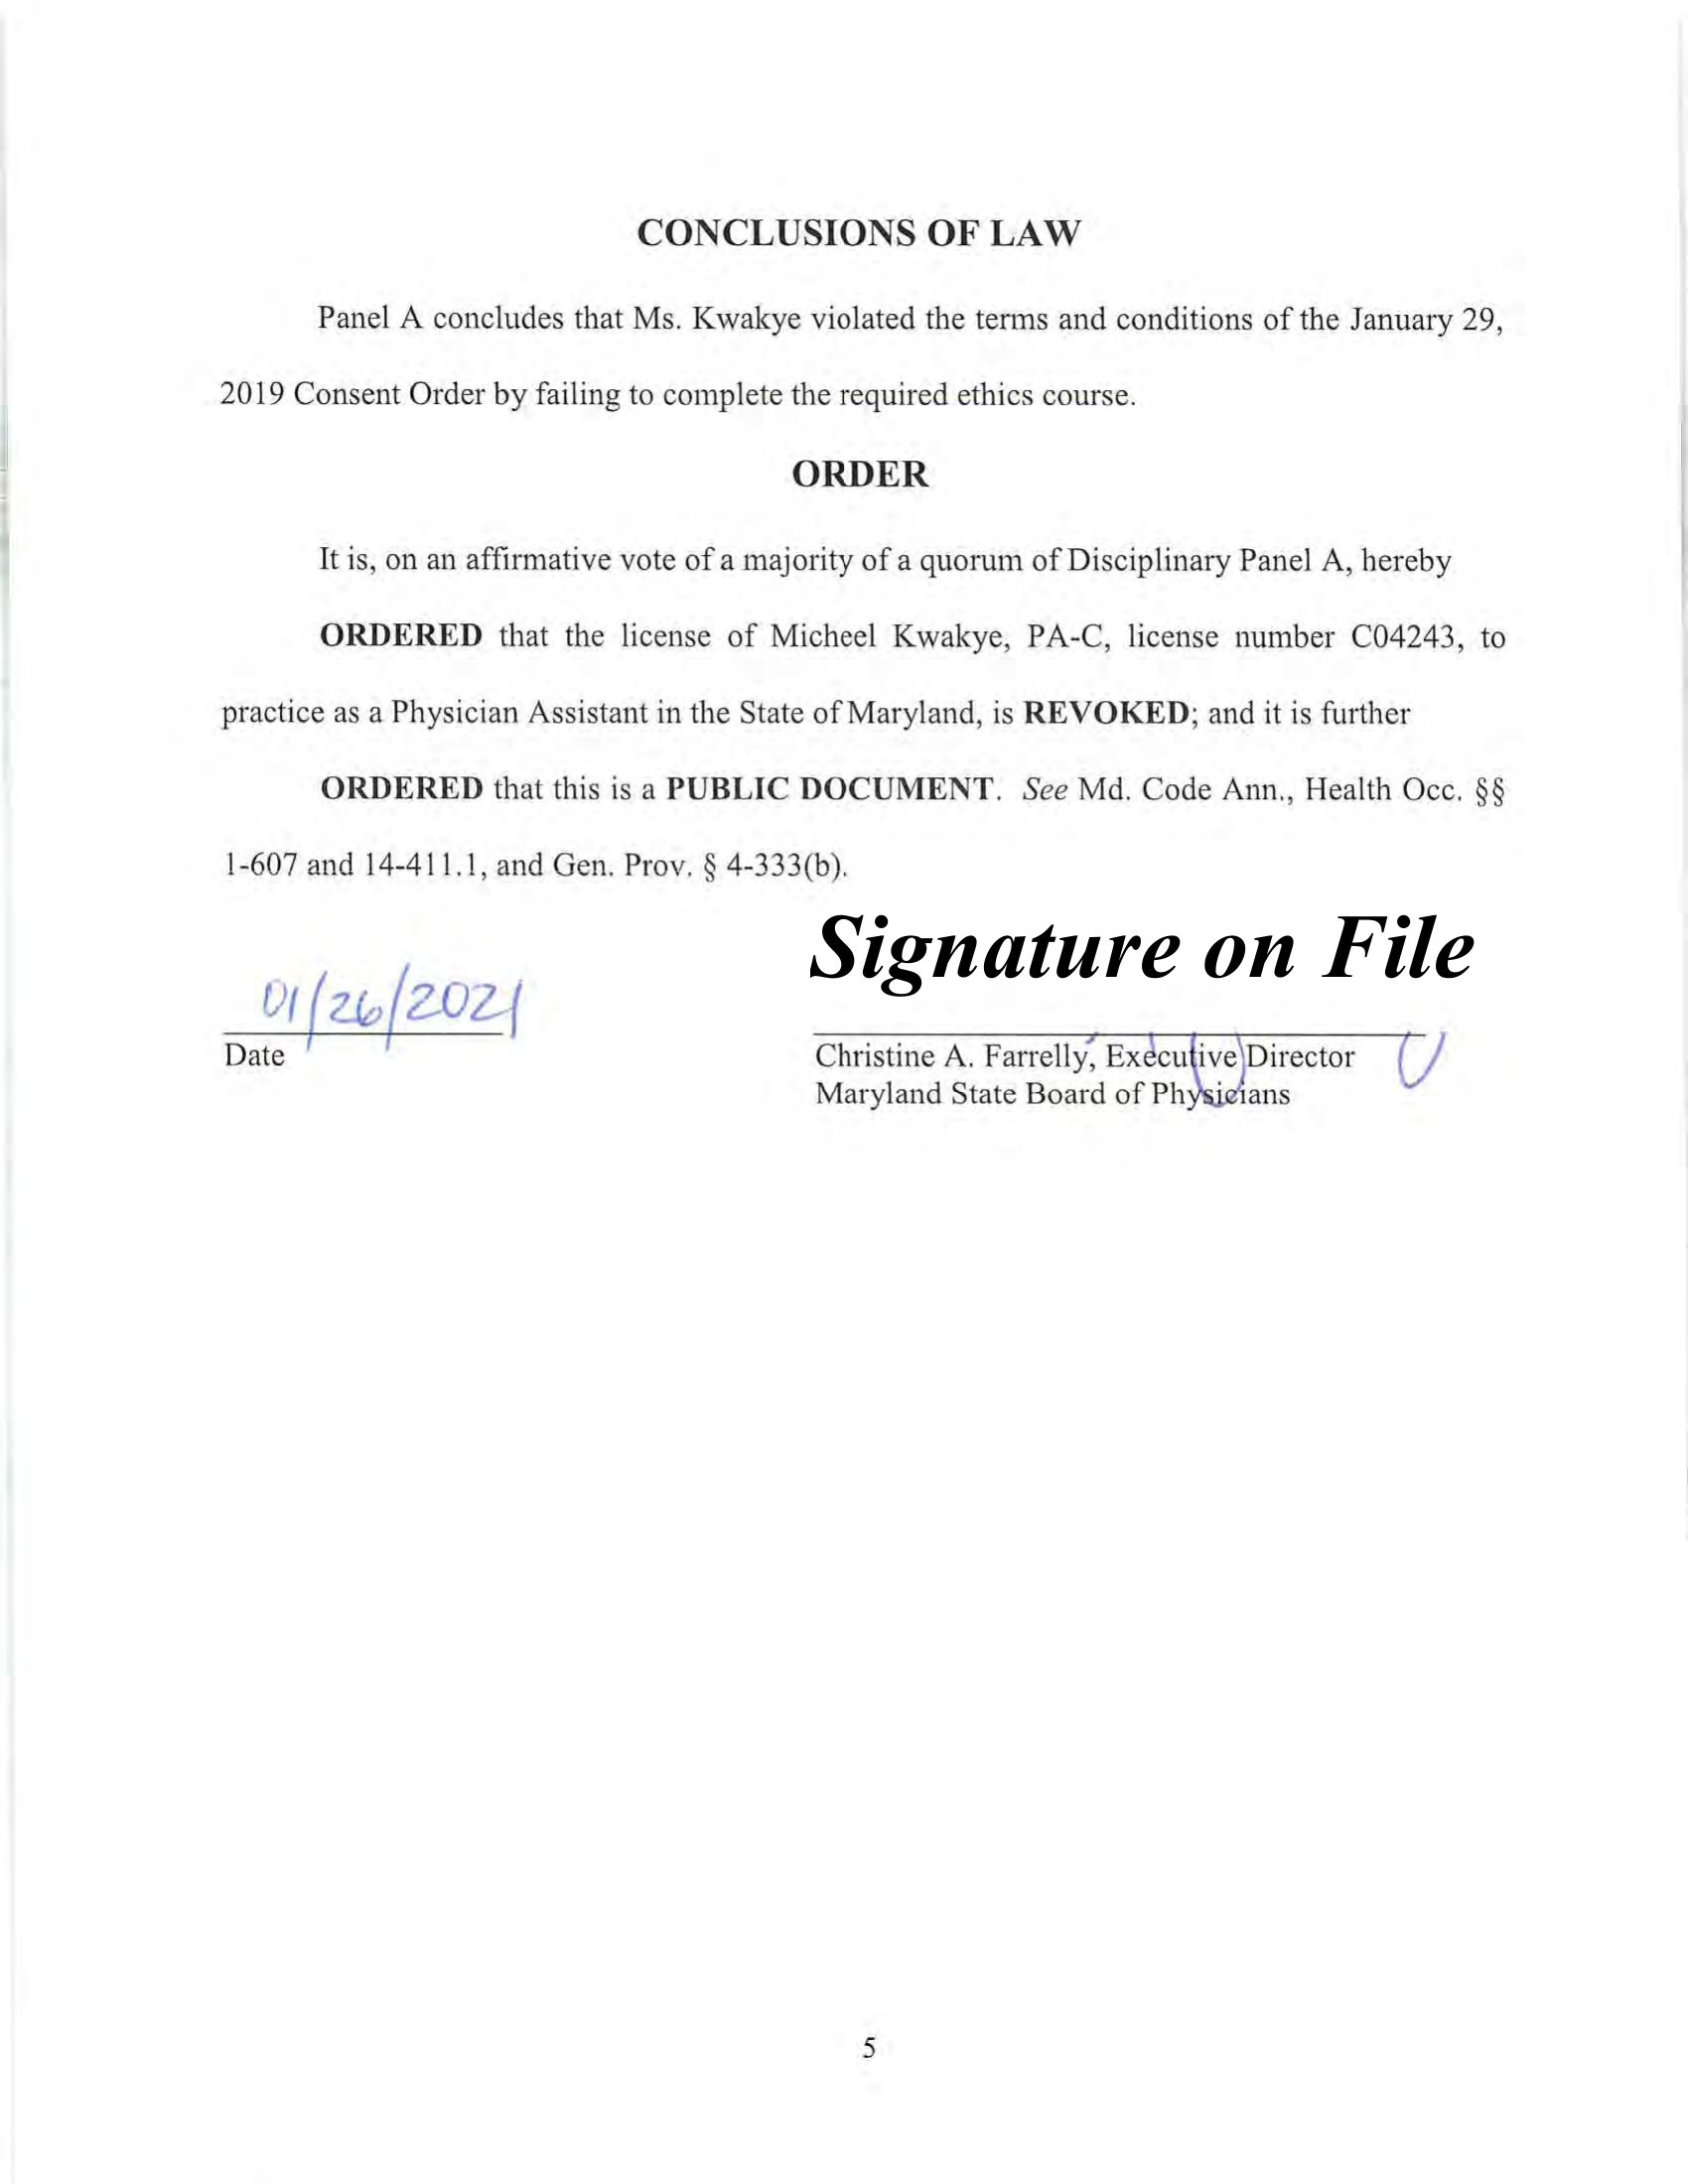 CONCLUSIONS OF LAW
Panel A concludes that Ms. Kwakye violated the terms and conditions of the January 29,
2019 Consent Order by failing to complete the required ethics course.
ORDER
It is, on an affirmative vote of a majority of a quorum of Disciplinary Panel A, hereby
ORDERED that the license of Micheel Kwakye, PA-C, license number C04243, to
practice as a Physician Assistant in the State of Maryland, is REVOKED; and it is further
ORDERED that this is a PUBLIC DOCUMENT. See Md. Code Ann., Health Occ. §§
1-607 and 14-411.1, and Gen. Prov. § 4-333(b).
Signature on File
01/26/2021
Date
Christine A. Farrelly, Executive Director
Maryland State Board of Physicians
5